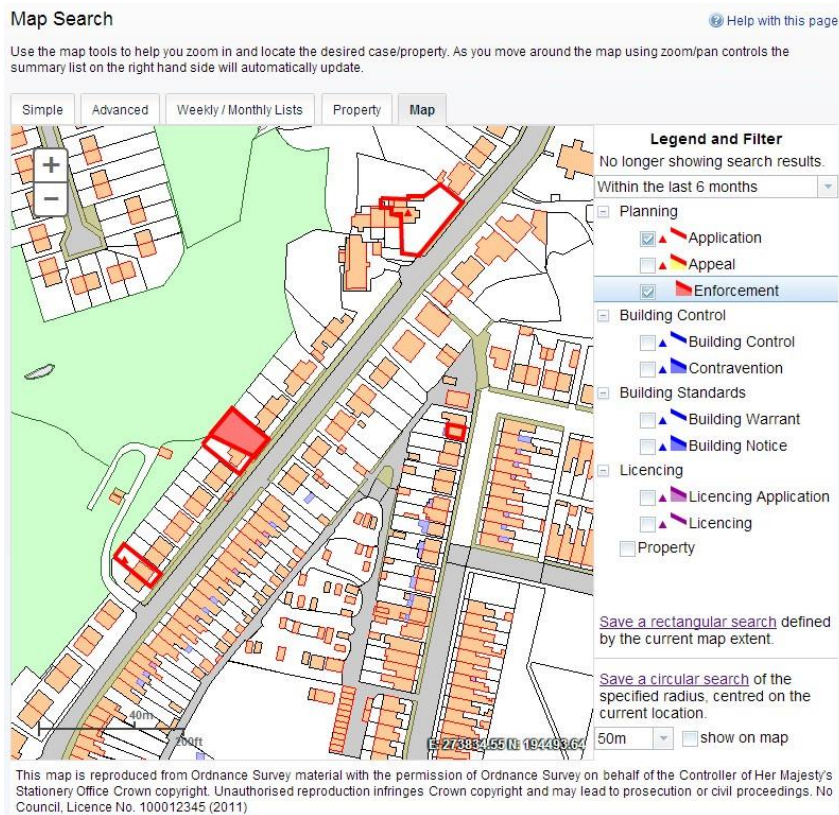 Map Search
Help with this page
Use the map tools to help you zoom in and locate the desired case/property. As you move around the map using zoom/pan controls the
summary list on the right hand side will automatically update.
Simple
Advanced
Weekly / Monthly Lists
Property
Map
+
−
40m
200ft
E: 273834.55 N: 194493.64
Legend and Filter
No longer showing search results.
Within the last 6 months
Planning
Application
Appeal
Enforcement
Building Control
Building Control
Contravention
Building Standards
Building Warrant
Building Notice
Licencing
Licencing Application
Licencing
Property
Save a rectangular search defined
by the current map extent.
Save a circular search of the
specified radius, centred on the
current location.
50m
show on map
This map is reproduced from Ordnance Survey material with the permission of Ordnance Survey on behalf of the Controller of Her Majesty's
Stationery Office Crown copyright. Unauthorised reproduction infringes Crown copyright and may lead to prosecution or civil proceedings. No
Council, Licence No. 100012345 (2011)